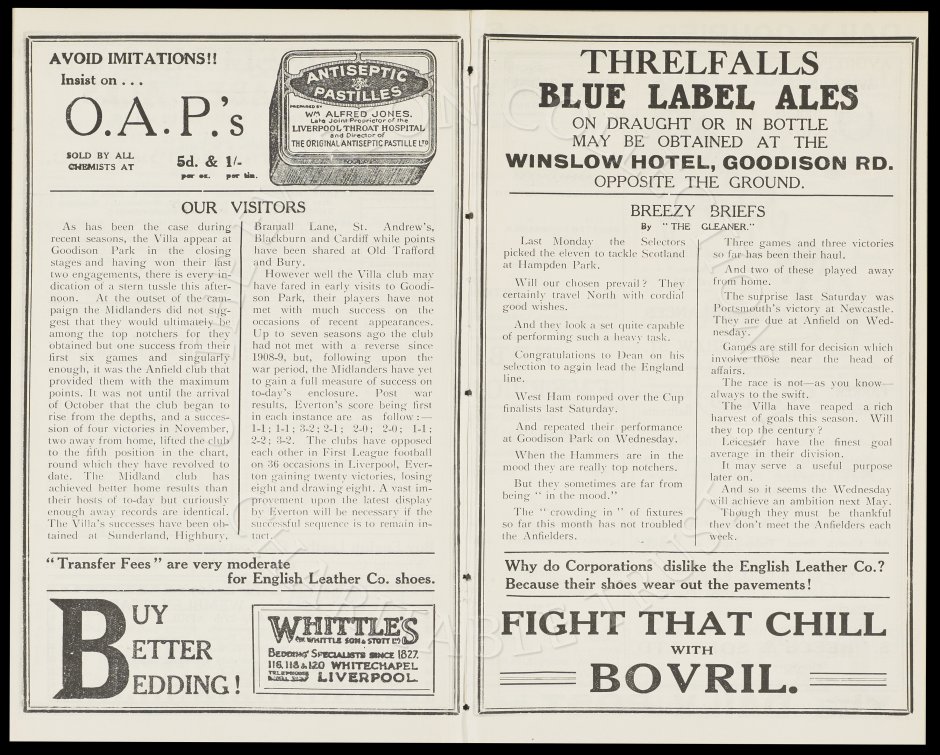 AVOID IMITATIONS!!
Insist on . . .
O.A.P.'s
SOLD BY ALL
CHEMISTS AT
5d. & 1/-
per oz. per tin.
ANTISEPTIC
PASTILLES
PREPARED BY
WM ALFRED JONES.
Late Joint Proprietor of the
LIVERPOOL THROAT HOSPITAL
and Director of
THE ORIGINAL ANTISEPTIC PASTILLE LTD
OUR VISITORS
As has been the case during
recent seasons, the Villa appear at
Goodison Park in the closing
stages and having won their last
two engagements, there is every in-
dication of a stern tussle this after-
noon. At the outset of the cam-
paign the Midlanders did not sug-
gest that they would ultimately be
among the top notchers for they
obtained but one success from their
first six games and singularly
enough, it was the Anfield club that
provided them with the maximum
points. It was not until the arrival
of October that the club began to
rise from the depths, and a succes-
sion of four victories in November,
two away from home, lifted the club
to the fifth position in the chart,
round which they have revolved to
date. The Midland club has
achieved better home results than
their hosts of to-day but curiously
enough away records are identical.
The Villa's successes have been ob-
tained at Sunderland, Highbury,
Bramall Lane, St. Andrew's,
Blackburn and Cardiff while points
have been shared at Old Trafford
and Bury.
However well the Villa club may
have fared in early visits to Goodi-
son Park, their players have not
met with much success on the
occasions of recent appearances.
Up to seven seasons ago the club
had not met with a reverse since
1908-9, but, following upon the
war period, the Midlanders have yet
to gain a full measure of success on
to-day's enclosure. Post war
results, Everton's score being first
in each instance are as follow:—
1-1; 1-1; 3-2; 2-1; 2-0; 2-0; 1-1;
2-2; 3-2. The clubs have opposed
each other in First League football
on 36 occasions in Liverpool, Ever-
ton gaining twenty victories, losing
eight and drawing eight. A vast im-
provement upon the latest display
by Everton will be necessary if the
successful sequence is to remain in-
tact.
"Transfer Fees" are very moderate
for English Leather Co. shoes.
BUY
BETTER
BEDDING!
WHITTLE'S
WHITTLE SON & STOTT LTD
BEDDING SPECIALISTS SINCE 1827.
116, 118 & 120 WHITECHAPEL
LIVERPOOL.
THRELFALLS
BLUE LABEL ALES
ON DRAUGHT OR IN BOTTLE
MAY BE OBTAINED AT THE
WINSLOW HOTEL, GOODISON RD.
OPPOSITE THE GROUND.
BREEZY BRIEFS
By "THE GLEANER."
Last Monday the Selectors
picked the eleven to tackle Scotland
at Hampden Park.
Will our chosen prevail? They
certainly travel North with cordial
good wishes.
And they look a set quite capable
of performing such a heavy task.
Congratulations to Dean on his
selection to again lead the England
line.
West Ham romped over the Cup
finalists last Saturday.
And repeated their performance
at Goodison Park on Wednesday.
When the Hammers are in the
mood they are really top notchers.
But they sometimes are far from
being "in the mood."
The "crowding in" of fixtures
so far this month has not troubled
the Anfielders.
Three games and three victories
so far has been their haul.
And two of these played away
from home.
The surprise last Saturday was
Portsmouth's victory at Newcastle.
They are due at Anfield on Wed-
nesday.
Games are still for decision which
involve those near the head of
affairs.
The race is not—as you know—
always to the swift.
The Villa have reaped a rich
harvest of goals this season. Will
they top the century?
Leicester have the finest goal
average in their division.
It may serve a useful purpose
later on.
And so it seems the Wednesday
will achieve an ambition next May.
Though they must be thankful
they don't meet the Anfielders each
week.
Why do Corporations dislike the English Leather Co.?
Because their shoes wear out the pavements!
FIGHT THAT CHILL
WITH
BOVRIL.